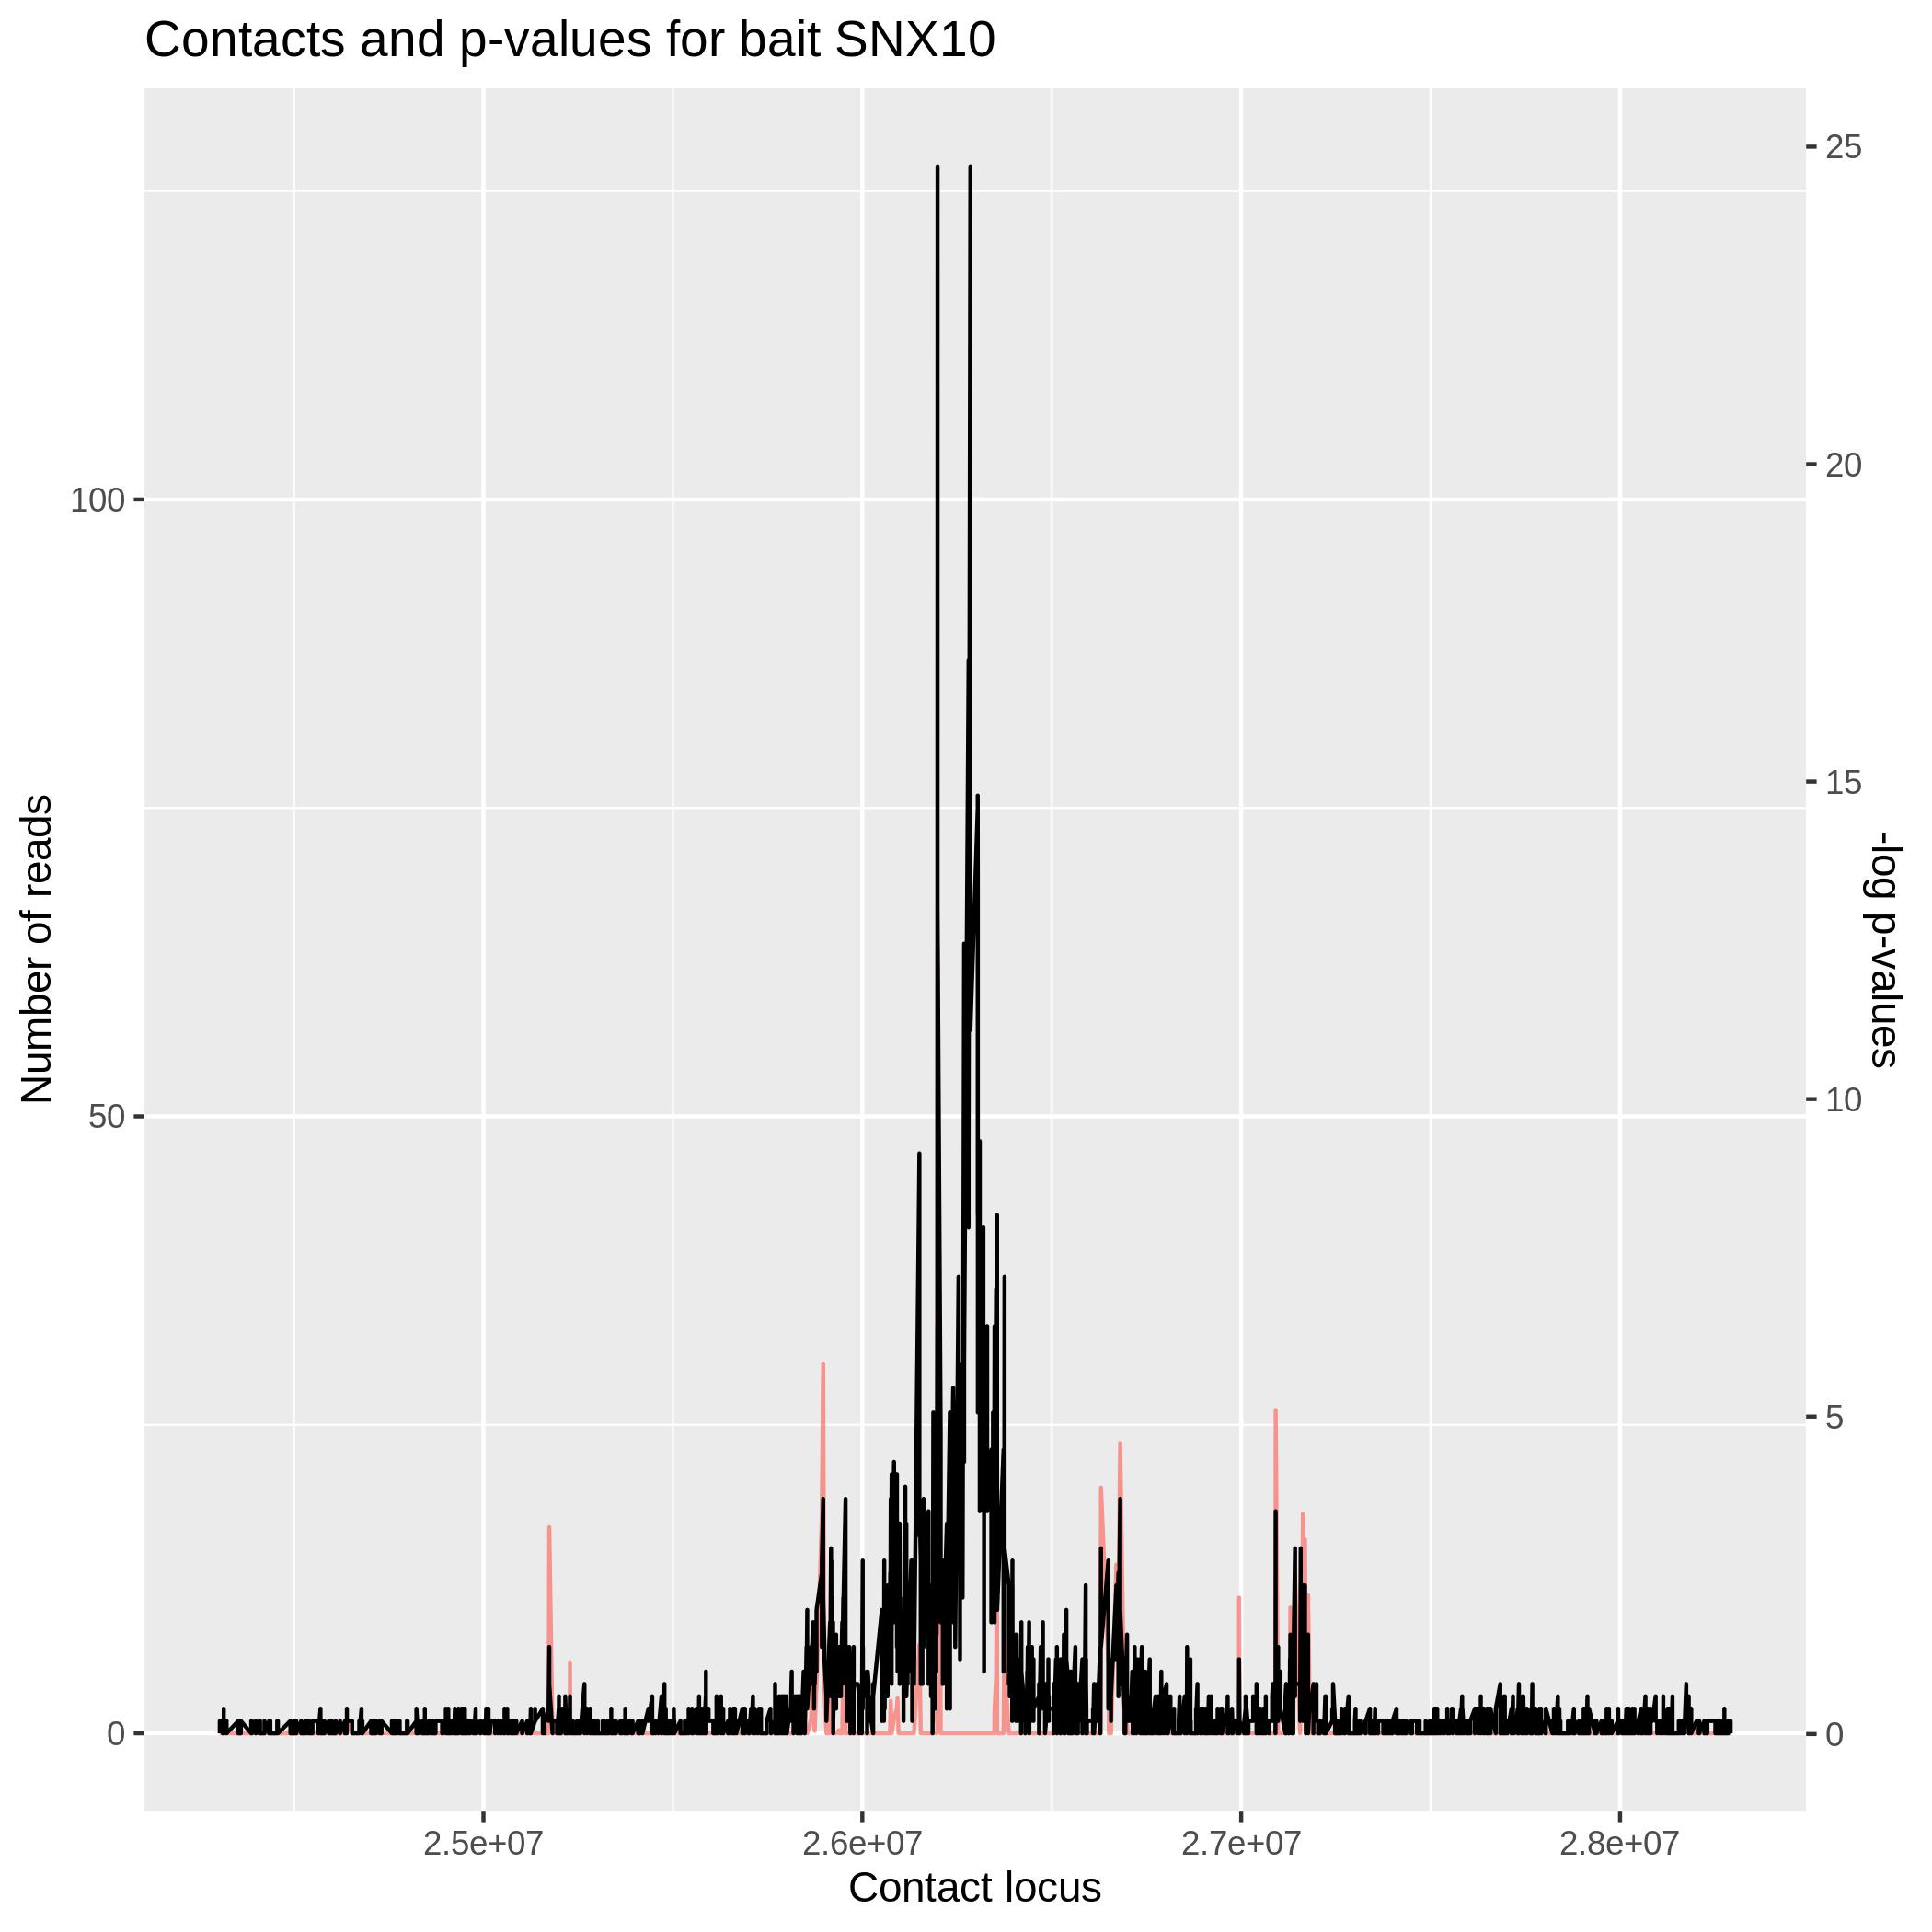 Contacts and p-values for bait SNX10
Number of reads
100
50
0
25
20
15
10
5
0
-log p-values
2.5e+07
2.6e+07
2.7e+07
2.8e+07
Contact locus